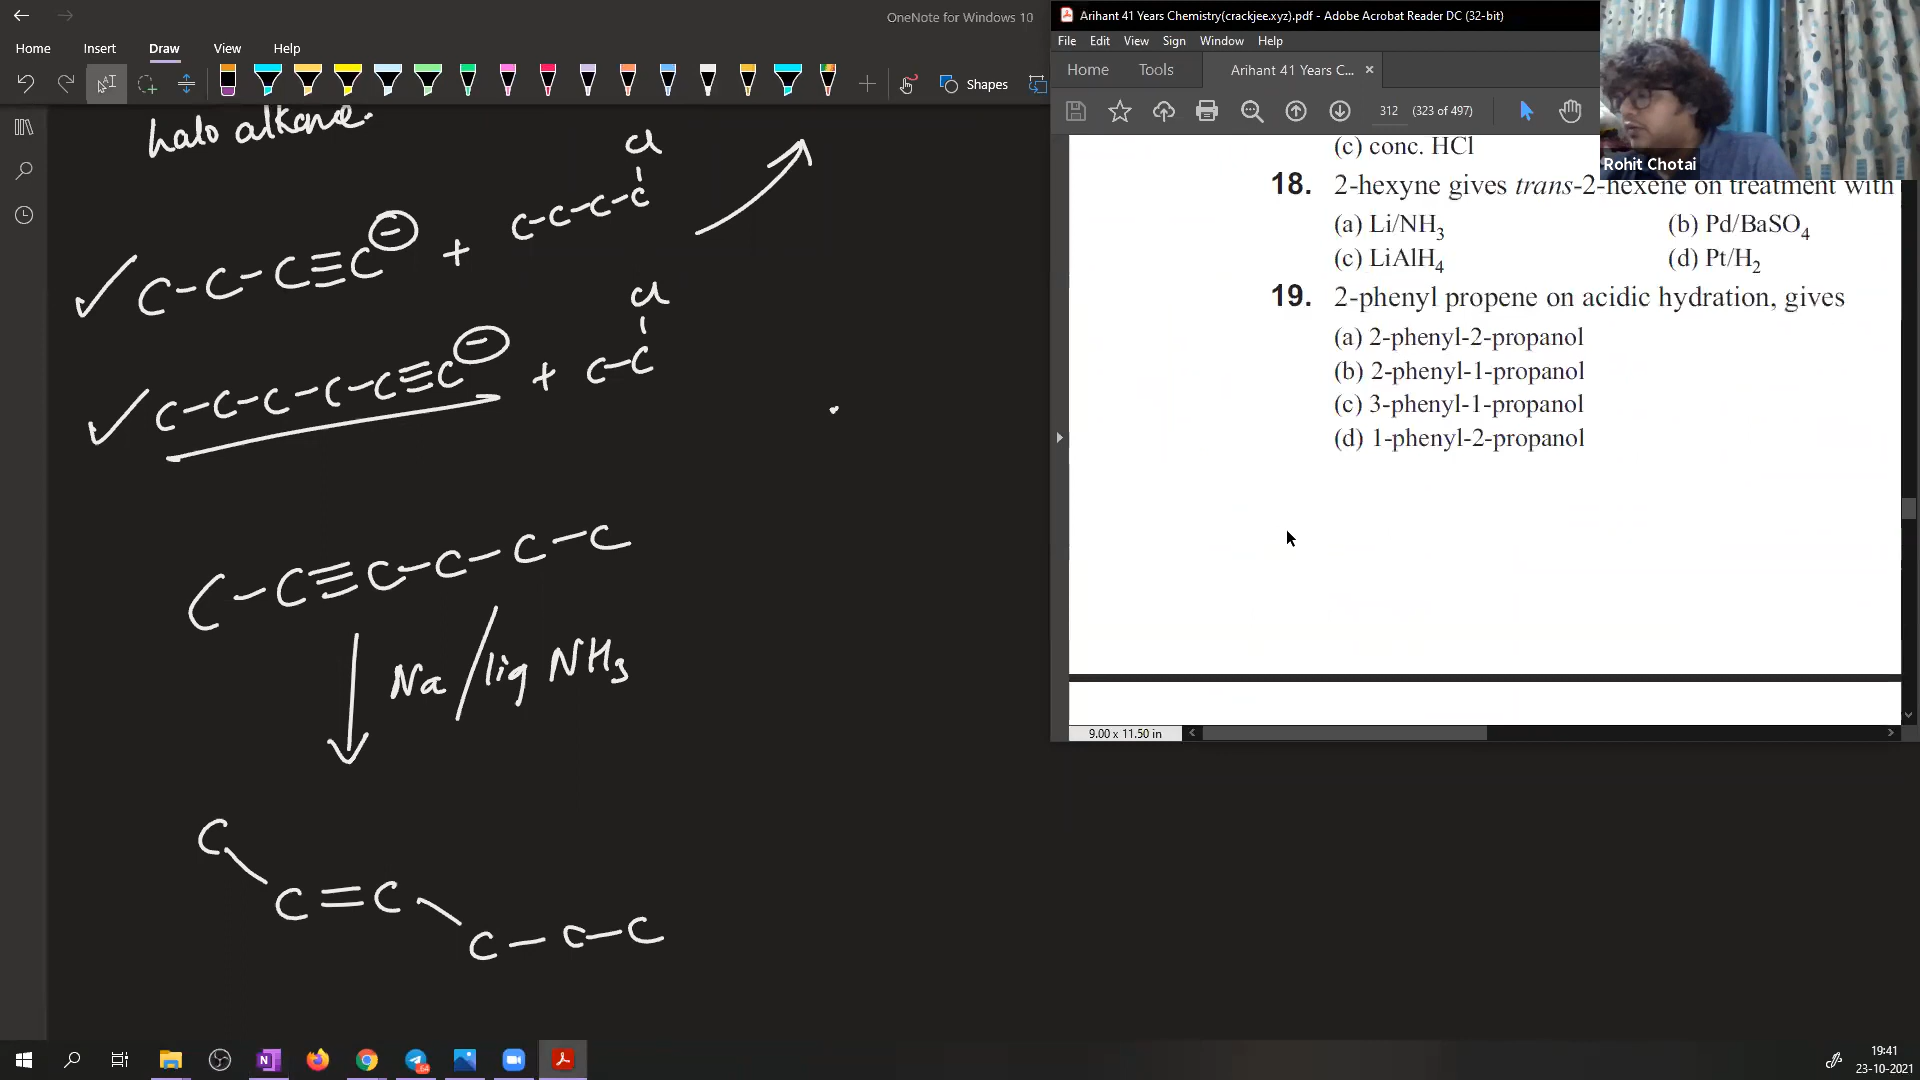 OneNote for Windows 10
Home Insert Draw View Help
Shapes
halo alkane.
Cl
C-C-C≡C⊖ + C-C-C-C
Cl
C-C-C-C-C≡C⊖ + C-C
C-C≡C-C-C-C
Na/liq NH3
C
C=C
C-C-C
Arihant 41 Years Chemistry(crackjee.xyz).pdf - Adobe Acrobat Reader DC (32-bit)
File Edit View Sign Window Help
Home Tools Arihant 41 Years C... ×
312 (323 of 497)
Rohit Chotai
(c) conc. HCl
18. 2-hexyne gives trans-2-hexene on treatment with
(a) Li/NH3 (b) Pd/BaSO4
(c) LiAlH4 (d) Pt/H2
19. 2-phenyl propene on acidic hydration, gives
(a) 2-phenyl-2-propanol
(b) 2-phenyl-1-propanol
(c) 3-phenyl-1-propanol
(d) 1-phenyl-2-propanol
9.00 x 11.50 in
19:41
23-10-2021